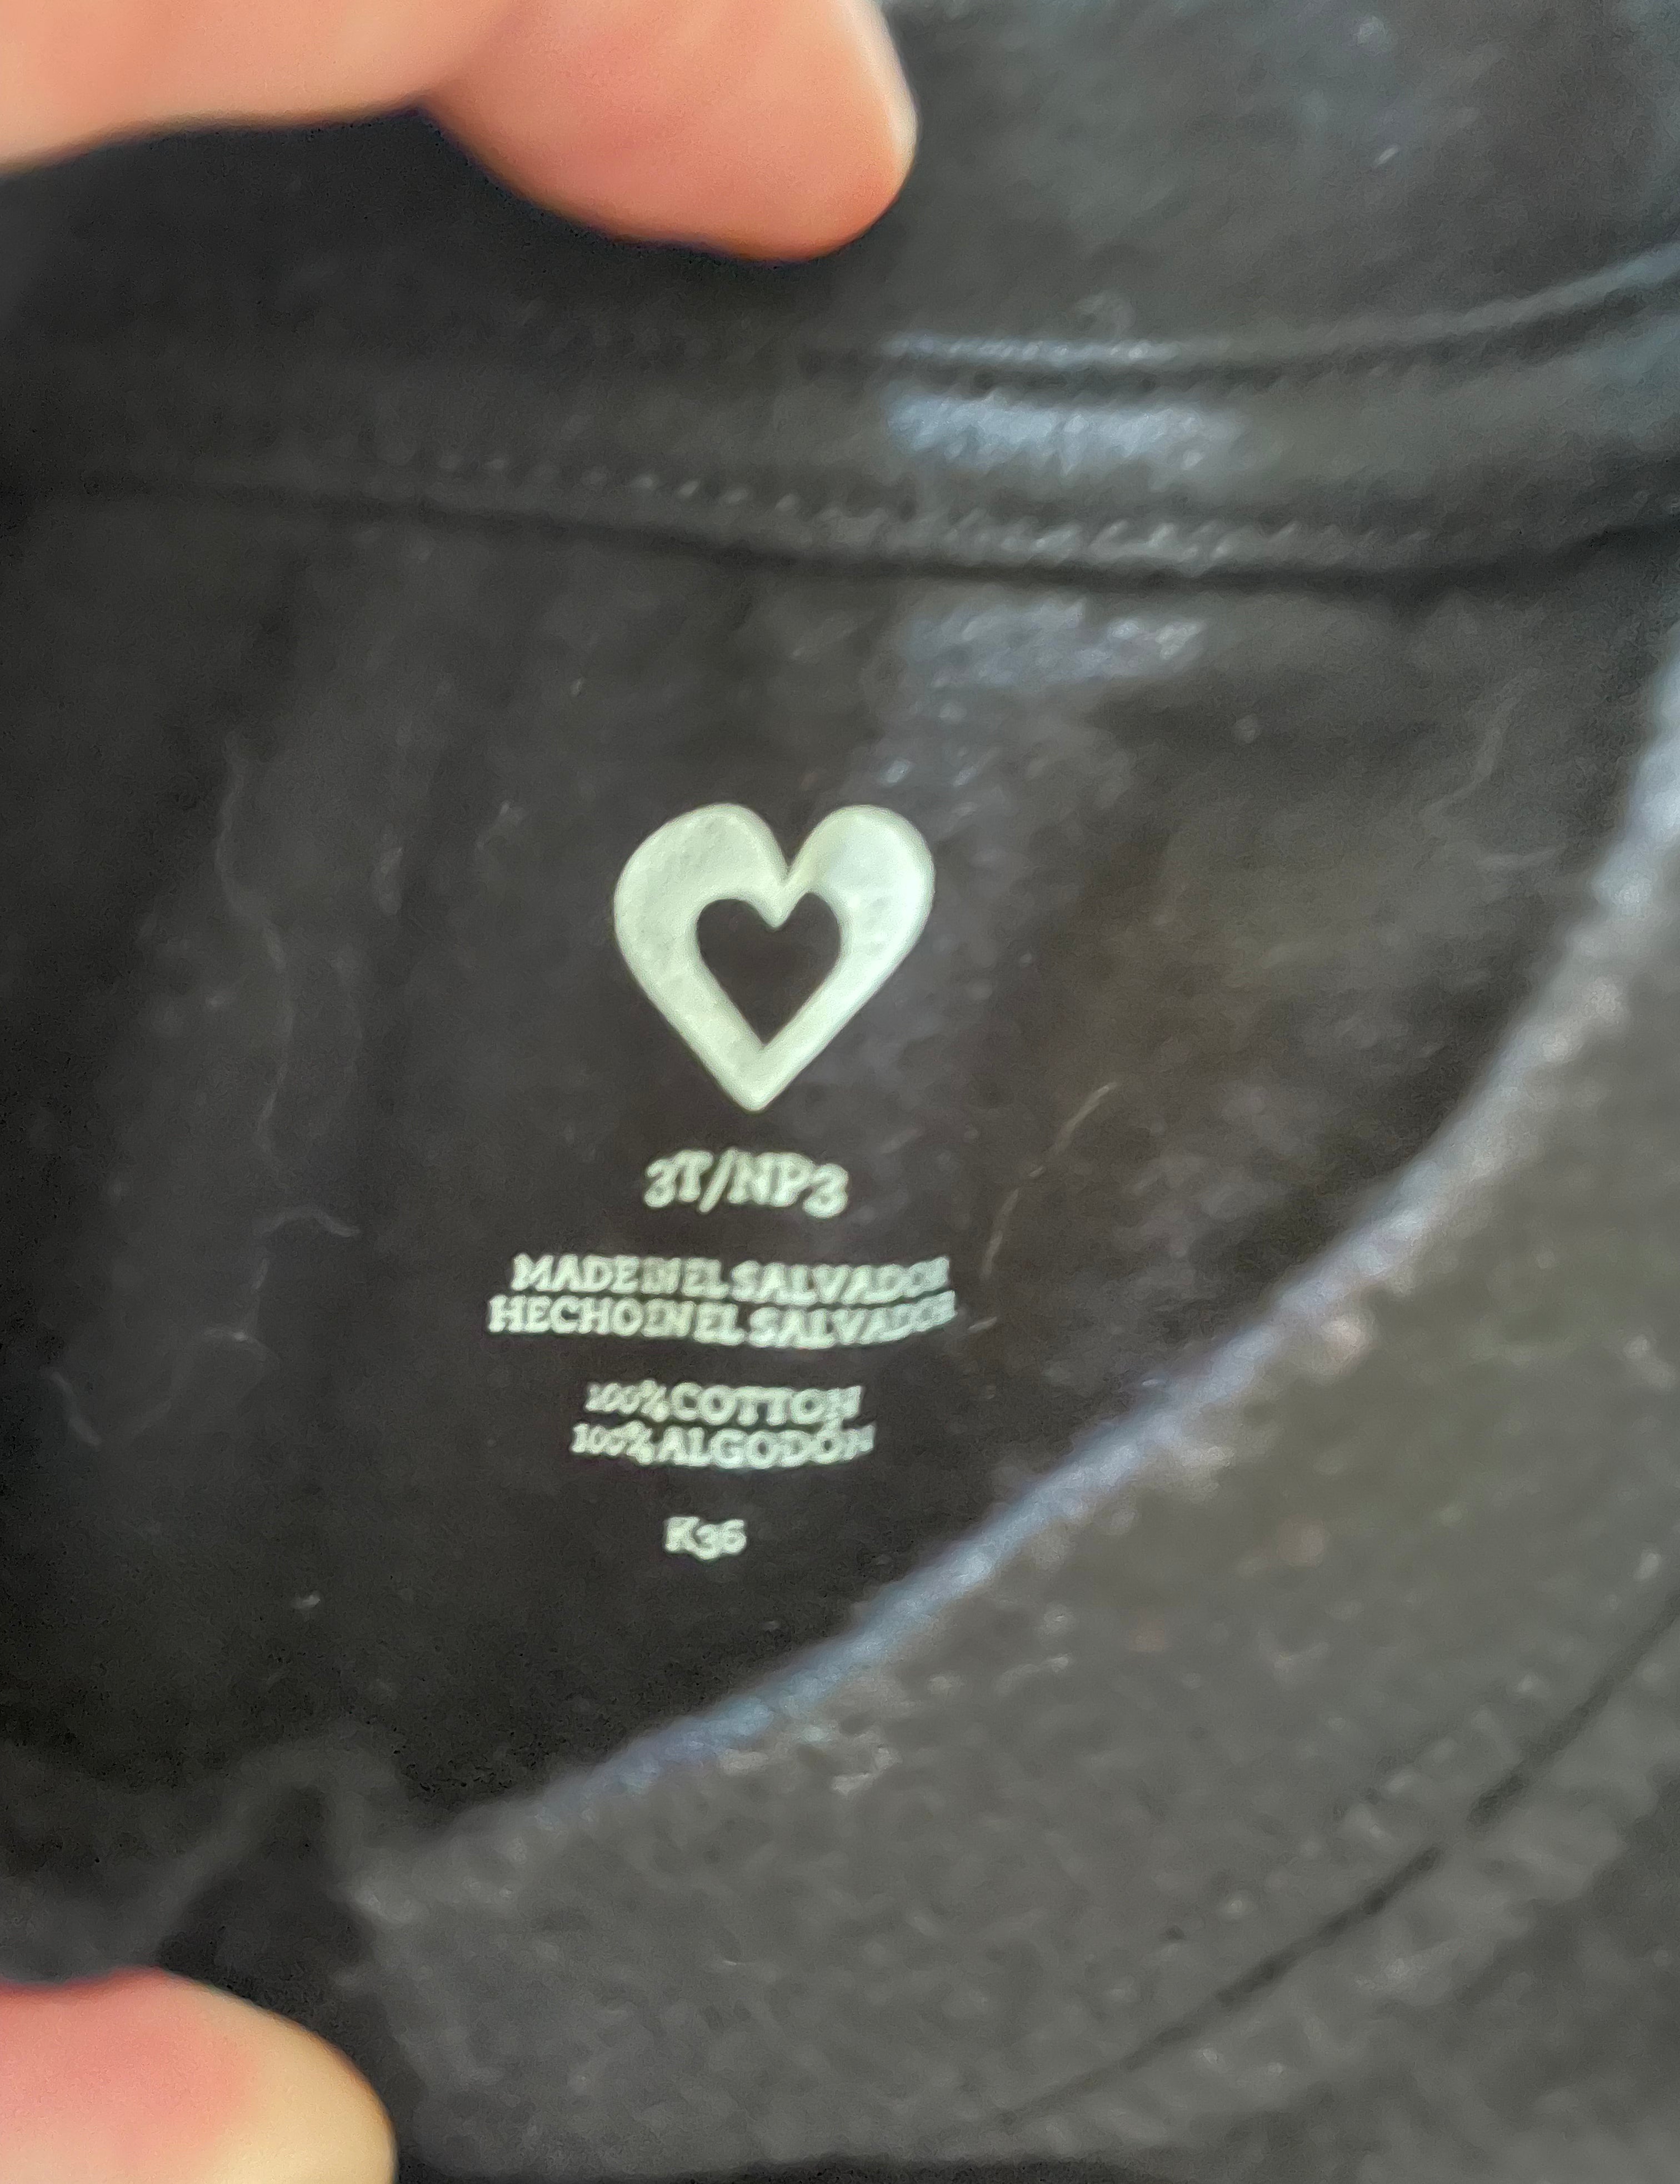 3T/NP3
MADE IN EL SALVADOR
HECHO EN EL SALVADOR
100% COTTON
100% ALGODÓN
K36